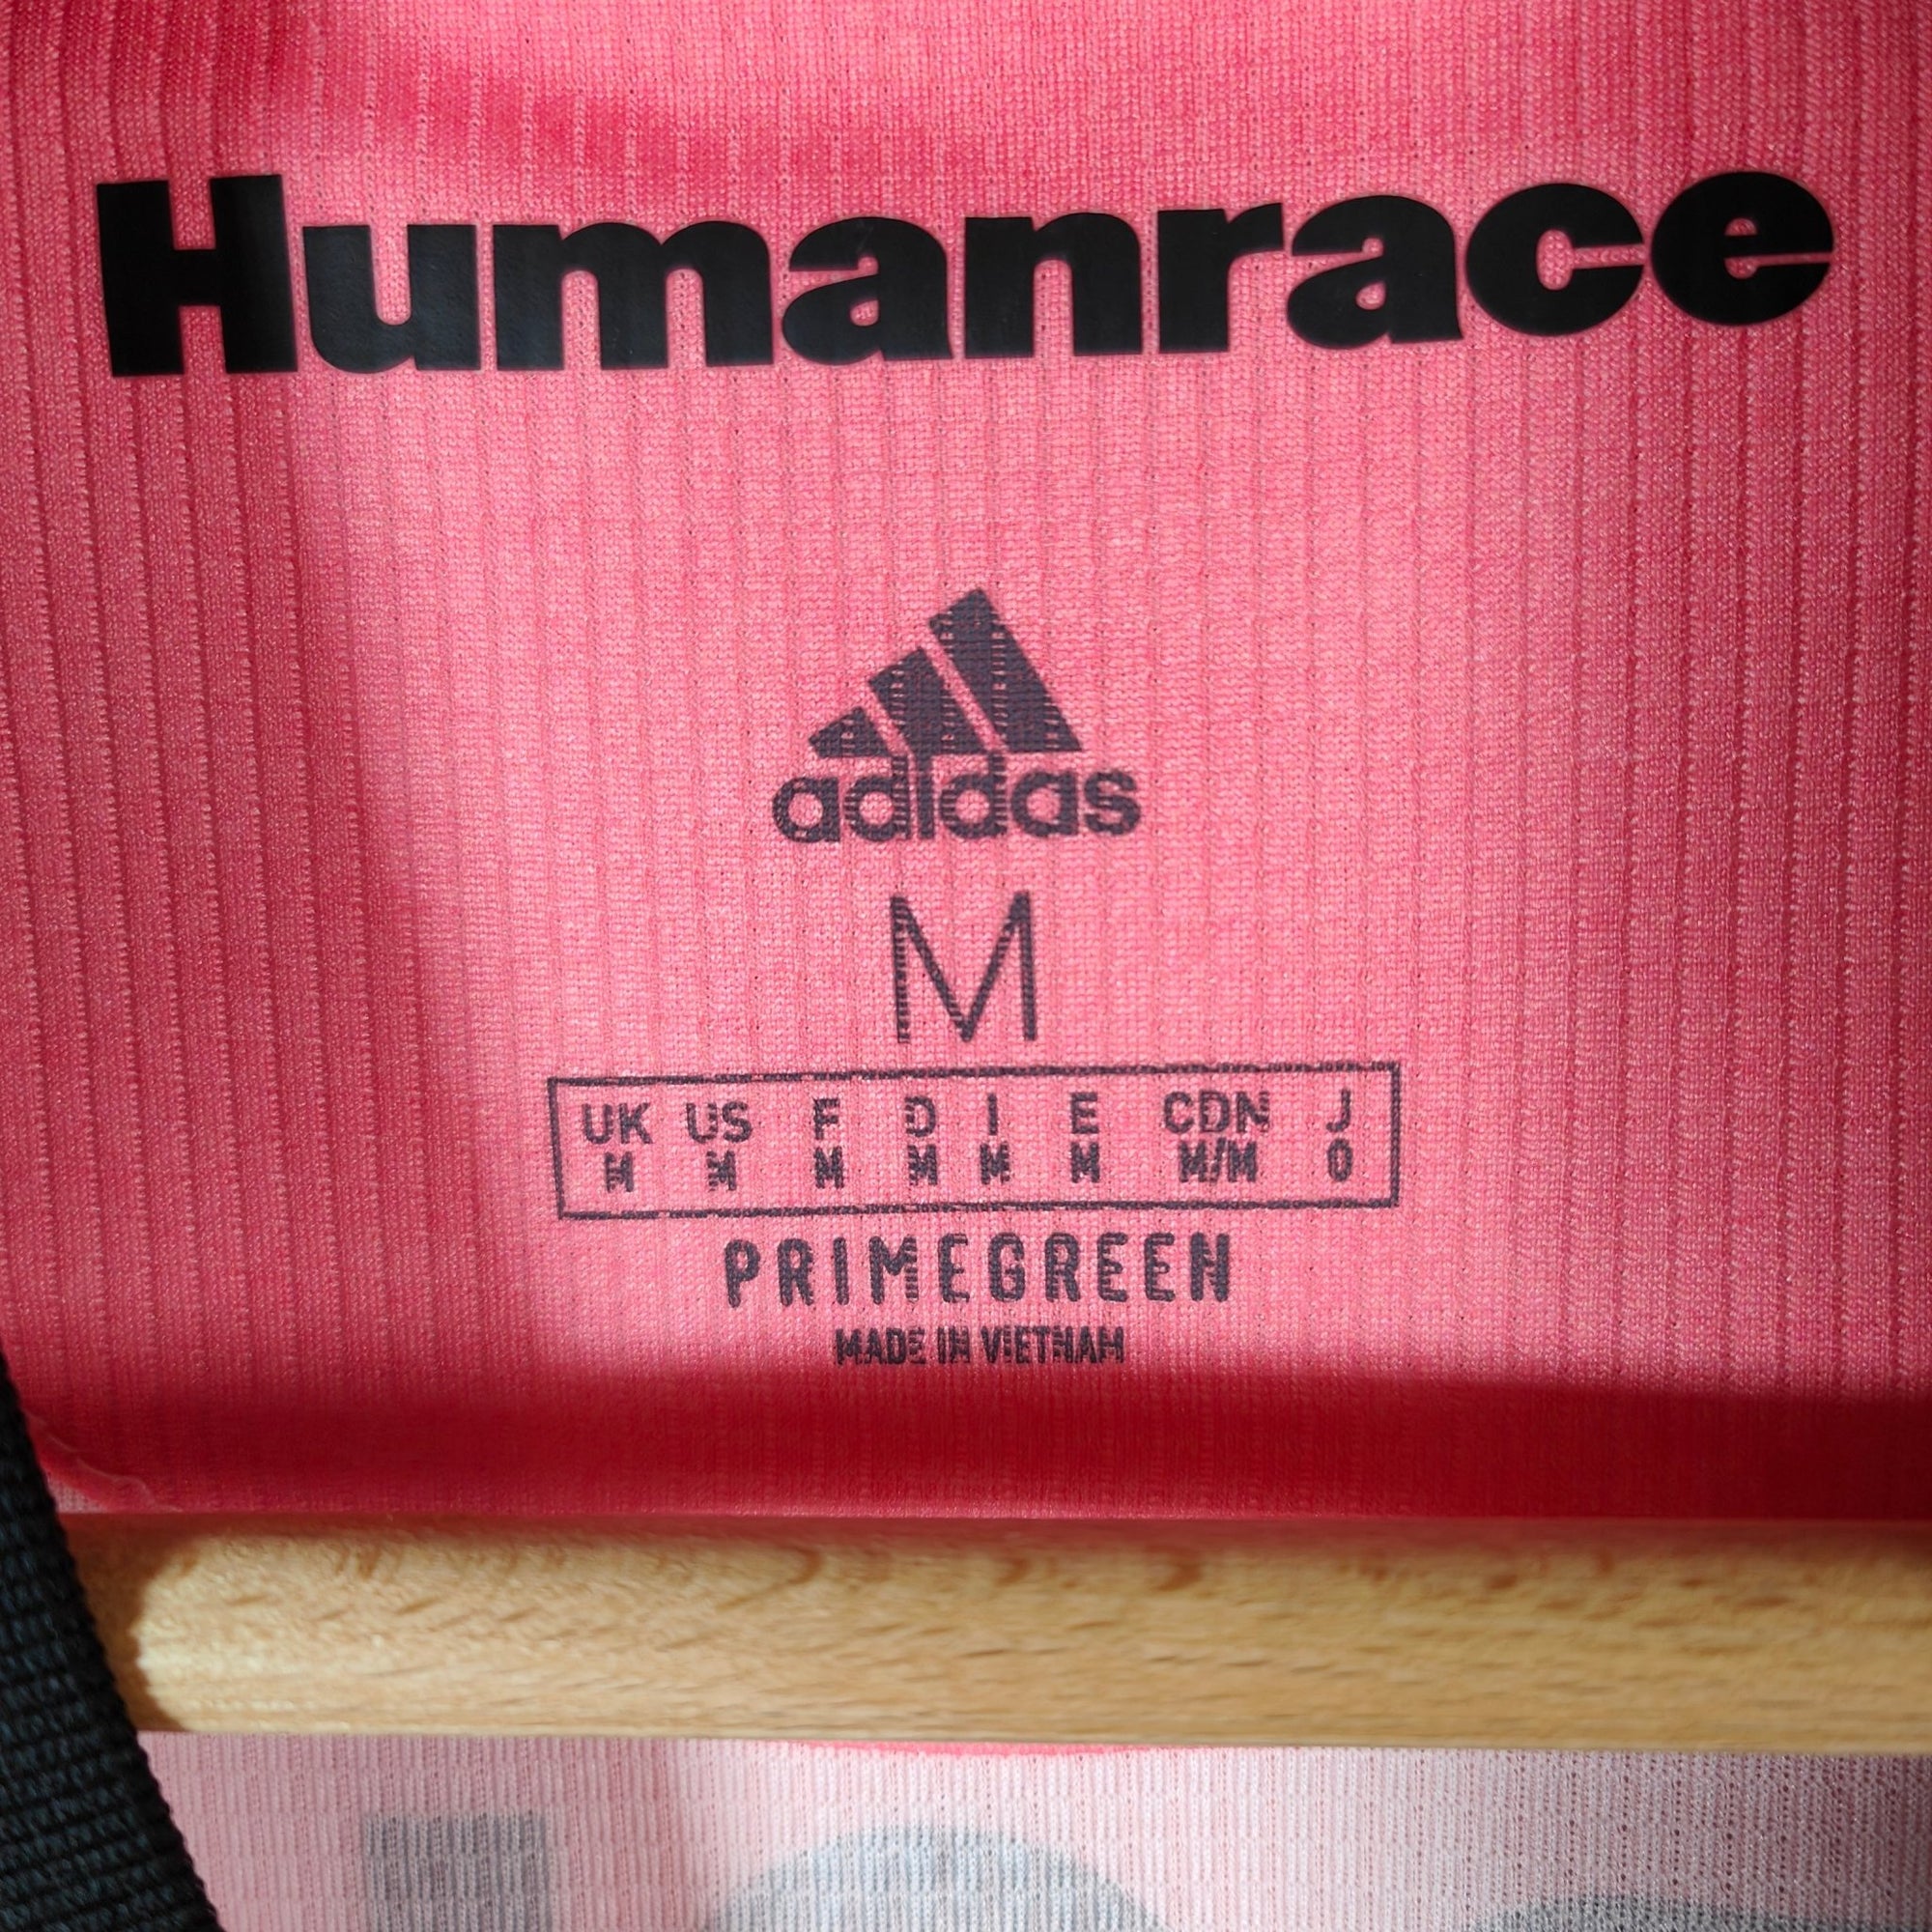 Humanrace
adidas
M
UK US F D I E CDN J
M M M M M M M/M O
PRIMEGREEN
MADE IN VIETNAM